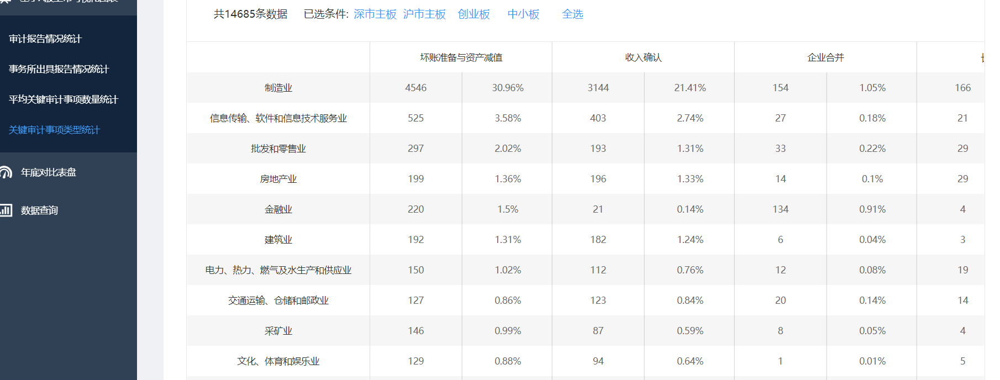 审计报告情况统计
事务所出具报告情况统计
平均关键审计事项数量统计
关键审计事项类型统计
年底对比表盘
数据查询
共14685条数据 已选条件: 深市主板 沪市主板 创业板 中小板 全选
坏账准备与资产减值 收入确认 企业合并
制造业 4546 30.96% 3144 21.41% 154 1.05% 166
信息传输、软件和信息技术服务业 525 3.58% 403 2.74% 27 0.18% 21
批发和零售业 297 2.02% 193 1.31% 33 0.22% 29
房地产业 199 1.36% 196 1.33% 14 0.1% 29
金融业 220 1.5% 21 0.14% 134 0.91% 4
建筑业 192 1.31% 182 1.24% 6 0.04% 3
电力、热力、燃气及水生产和供应业 150 1.02% 112 0.76% 12 0.08% 19
交通运输、仓储和邮政业 127 0.86% 123 0.84% 20 0.14% 14
采矿业 146 0.99% 87 0.59% 8 0.05% 4
文化、体育和娱乐业 129 0.88% 94 0.64% 1 0.01% 5